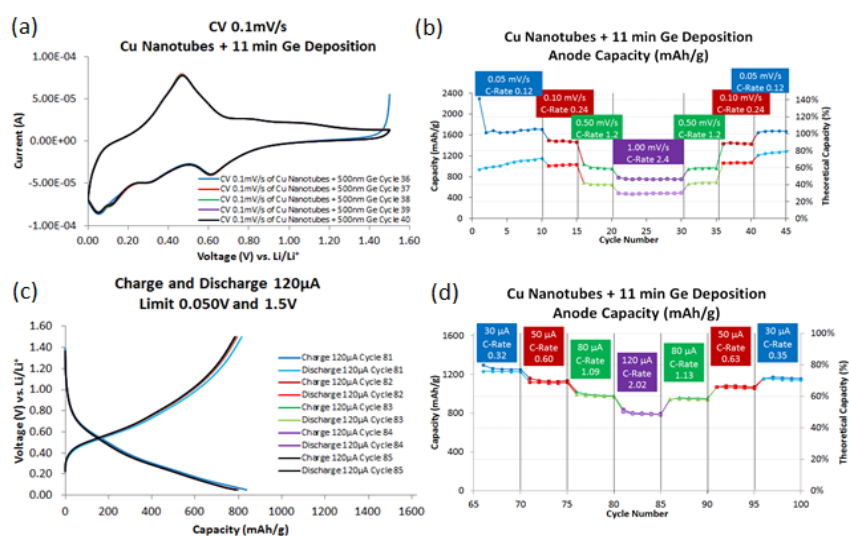 (a)
CV 0.1mV/s
Cu Nanotubes + 11 min Ge Deposition
1.00E-04
5.00E-05
0.00E+00
-5.00E-05
-1.00E-04
Current (A)
CV 0.1mV/s of Cu Nanotubes + 500nm Ge Cycle 36
CV 0.1mV/s of Cu Nanotubes + 500nm Ge Cycle 37
CV 0.1mV/s of Cu Nanotubes + 500nm Ge Cycle 38
CV 0.1mV/s of Cu Nanotubes + 500nm Ge Cycle 39
CV 0.1mV/s of Cu Nanotubes + 500nm Ge Cycle 40
0.00 0.20 0.40 0.60 0.80 1.00 1.20 1.40 1.60
Voltage (V) vs. Li/Li⁺
(b)
Cu Nanotubes + 11 min Ge Deposition
Anode Capacity (mAh/g)
0.05 mV/s
C-Rate 0.12
0.10 mV/s
C-Rate 0.24
0.50 mV/s
C-Rate 1.2
1.00 mV/s
C-Rate 2.4
0.50 mV/s
C-Rate 1.2
0.10 mV/s
C-Rate 0.24
0.05 mV/s
C-Rate 0.12
2400
2000
1600
1200
800
400
0
Capacity (mAh/g)
140%
120%
100%
80%
60%
40%
20%
0%
Theoretical Capacity (%)
0 5 10 15 20 25 30 35 40 45
Cycle Number
(c)
Charge and Discharge 120µA
Limit 0.050V and 1.5V
1.60
1.40
1.20
1.00
0.80
0.60
0.40
0.20
0.00
Voltage (V) vs. Li/Li⁺
Charge 120µA Cycle 81
Discharge 120µA Cycle 81
Charge 120µA Cycle 82
Discharge 120µA Cycle 82
Charge 120µA Cycle 83
Discharge 120µA Cycle 83
Charge 120µA Cycle 84
Discharge 120µA Cycle 84
Charge 120µA Cycle 85
Discharge 120µA Cycle 85
0 400 800 1200 1600
Capacity (mAh/g)
(d)
Cu Nanotubes + 11 min Ge Deposition
Anode Capacity (mAh/g)
30 µA
C-Rate
0.32
50 µA
C-Rate
0.60
80 µA
C-Rate
1.09
120 µA
C-Rate
2.02
80 µA
C-Rate
1.13
50 µA
C-Rate
0.63
30 µA
C-Rate
0.35
1600
1200
800
400
0
Capacity (mAh/g)
100%
80%
60%
40%
20%
0%
Theoretical Capacity (%)
65 70 75 80 85 90 95 100
Cycle Number